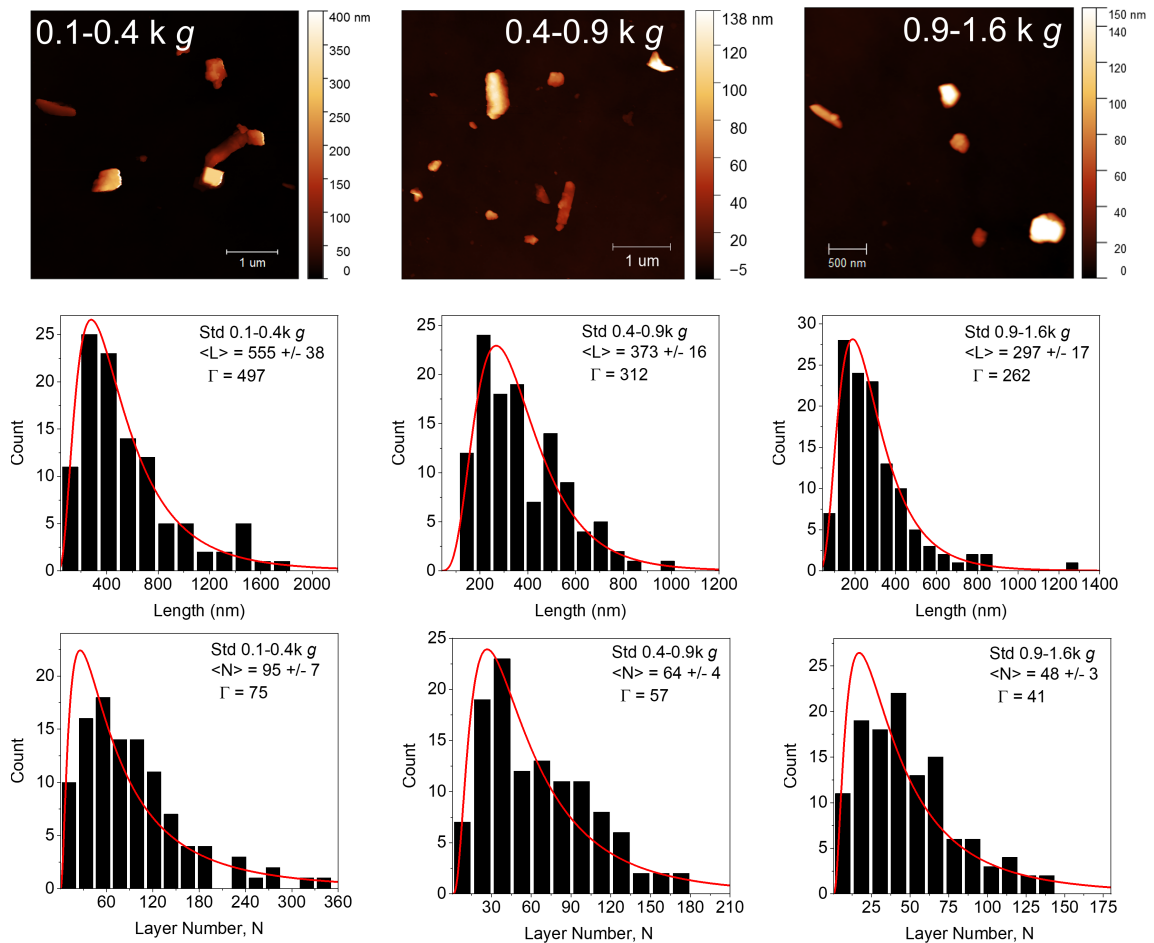 0.1-0.4 k g
400 nm
350
300
250
200
150
100
50
0
1 um
0.4-0.9 k g
138 nm
120
100
80
60
40
20
−5
1 um
0.9-1.6 k g
150 nm
140
120
100
80
60
40
20
0
500 nm
Std 0.1-0.4k g
<L> = 555 +/- 38
Γ = 497
Count
25
20
15
10
5
0
400 800 1200 1600 2000
Length (nm)
Std 0.4-0.9k g
<L> = 373 +/- 16
Γ = 312
Count
25
20
15
10
5
0
200 400 600 800 1000 1200
Length (nm)
Std 0.9-1.6k g
<L> = 297 +/- 17
Γ = 262
Count
30
25
20
15
10
5
0
200 400 600 800 1000 1200 1400
Length (nm)
Std 0.1-0.4k g
<N> = 95 +/- 7
Γ = 75
Count
20
15
10
5
0
60 120 180 240 300 360
Layer Number, N
Std 0.4-0.9k g
<N> = 64 +/- 4
Γ = 57
Count
25
20
15
10
5
0
30 60 90 120 150 180 210
Layer Number, N
Std 0.9-1.6k g
<N> = 48 +/- 3
Γ = 41
Count
25
20
15
10
5
0
25 50 75 100 125 150 175
Layer Number, N